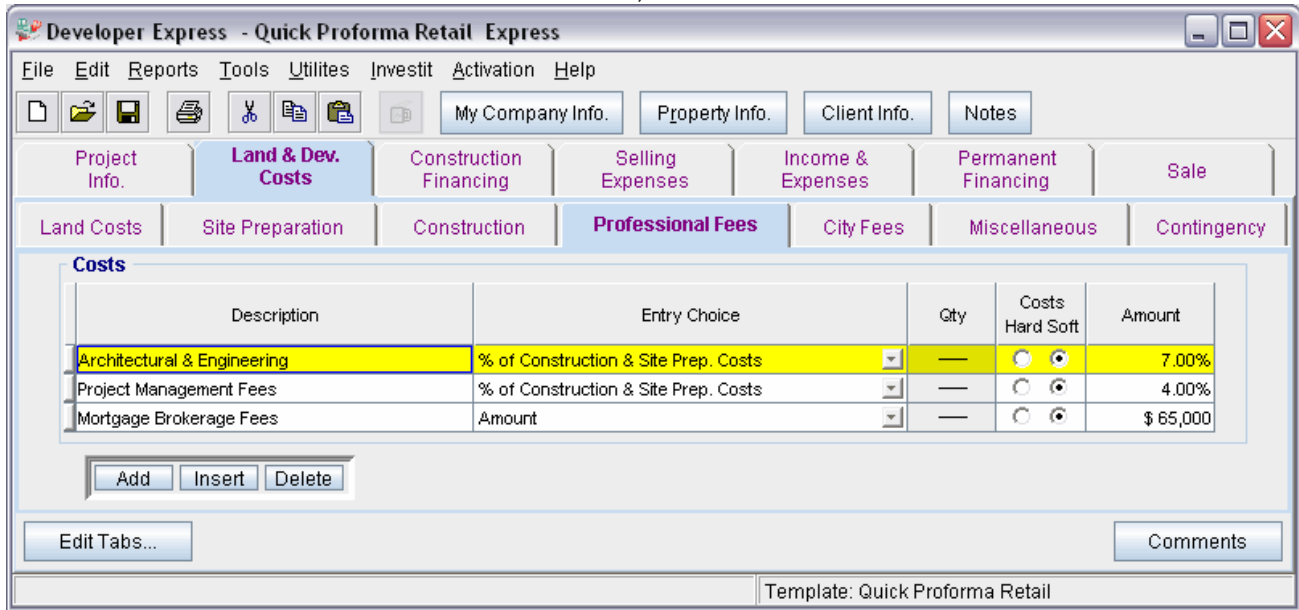 Developer Express - Quick Proforma Retail Express
File Edit Reports Tools Utilites Investit Activation Help
My Company Info. Property Info. Client Info. Notes
Project Info. Land & Dev. Costs Construction Financing Selling Expenses Income & Expenses Permanent Financing Sale
Land Costs Site Preparation Construction Professional Fees City Fees Miscellaneous Contingency
Costs
Description Entry Choice Qty Costs Hard Soft Amount
Architectural & Engineering % of Construction & Site Prep. Costs — 7.00%
Project Management Fees % of Construction & Site Prep. Costs — 4.00%
Mortgage Brokerage Fees Amount — $ 65,000
Add Insert Delete
Edit Tabs... Comments
Template: Quick Proforma Retail